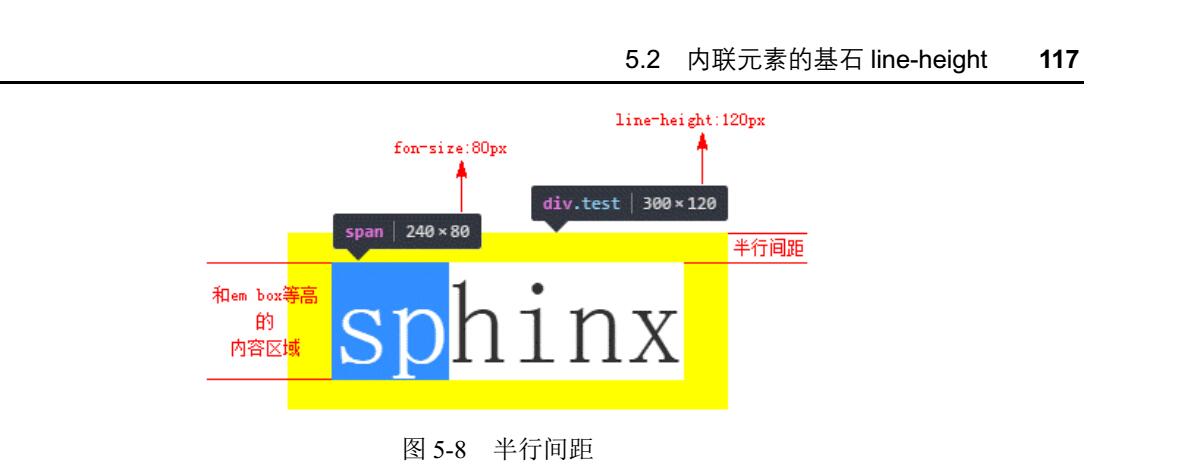 5.2 内联元素的基石 line-height 117
line-height:120px
fon-size:80px
div.test | 300×120
span | 240×80
半行间距
和em box等高
的
内容区域
sphinx
图 5-8 半行间距